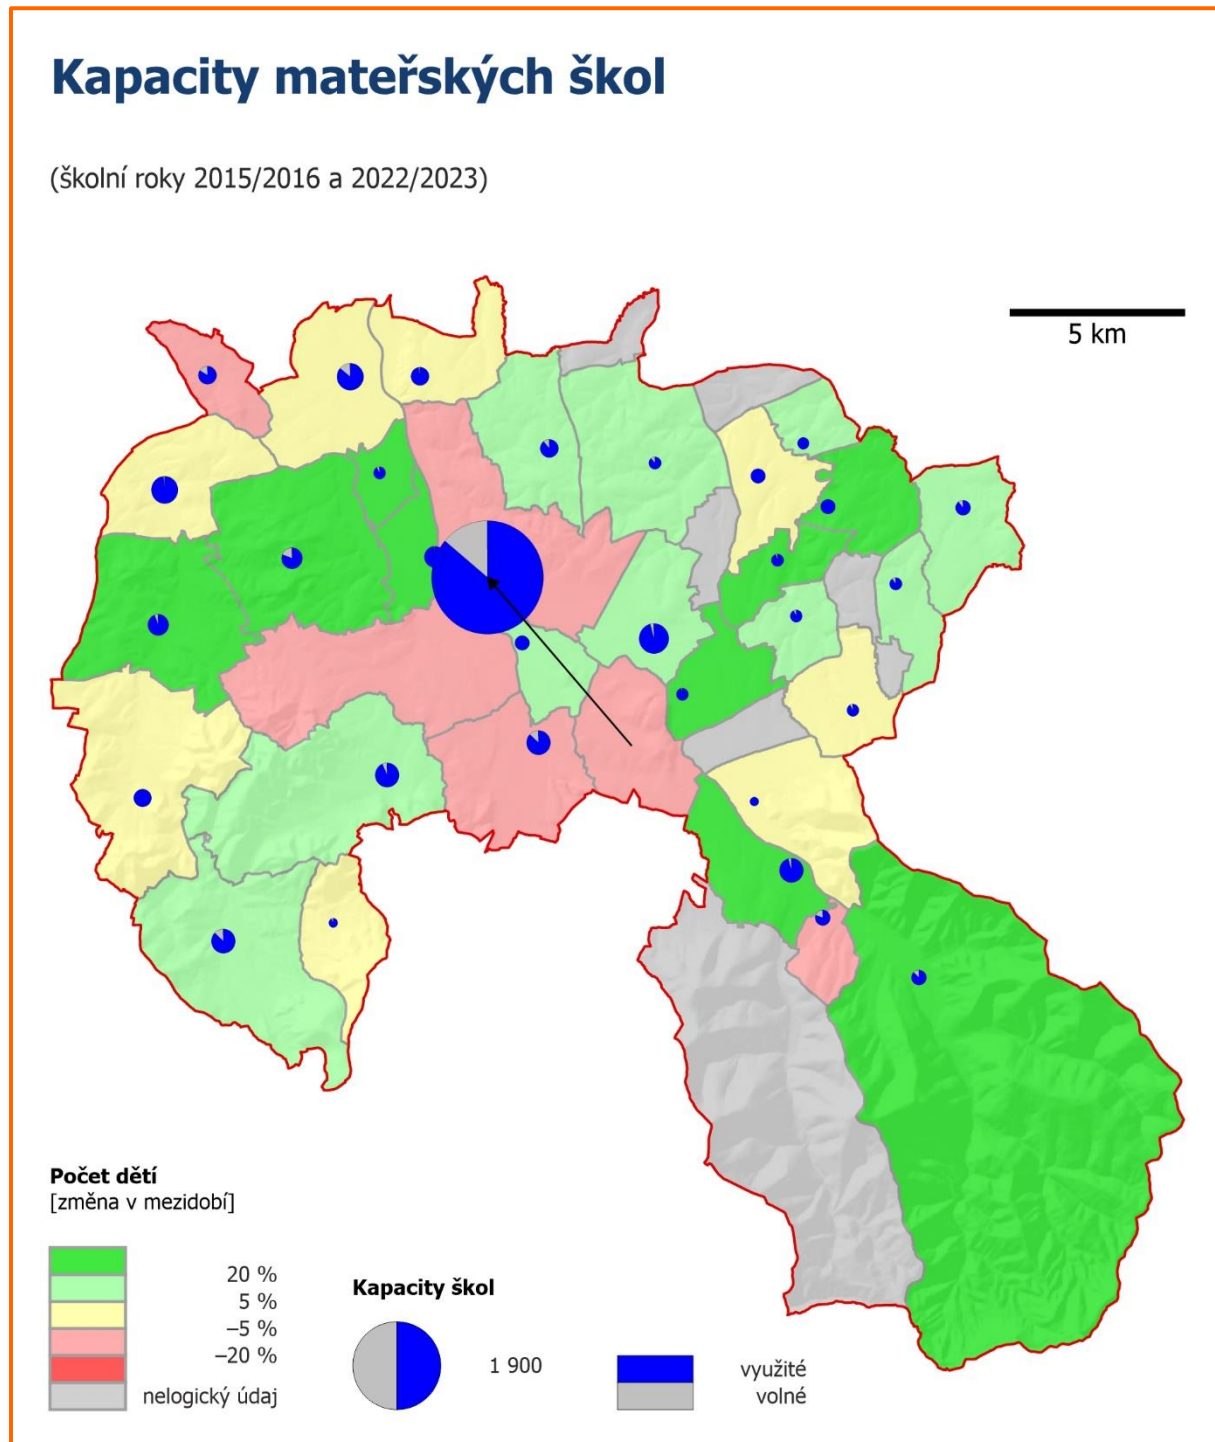 Kapacity mateřských škol
(školní roky 2015/2016 a 2022/2023)
5 km
Počet dětí
[změna v mezidobí]
20 %
5 %
–5 %
–20 %
nelogický údaj
Kapacity škol
1 900
využité
volné